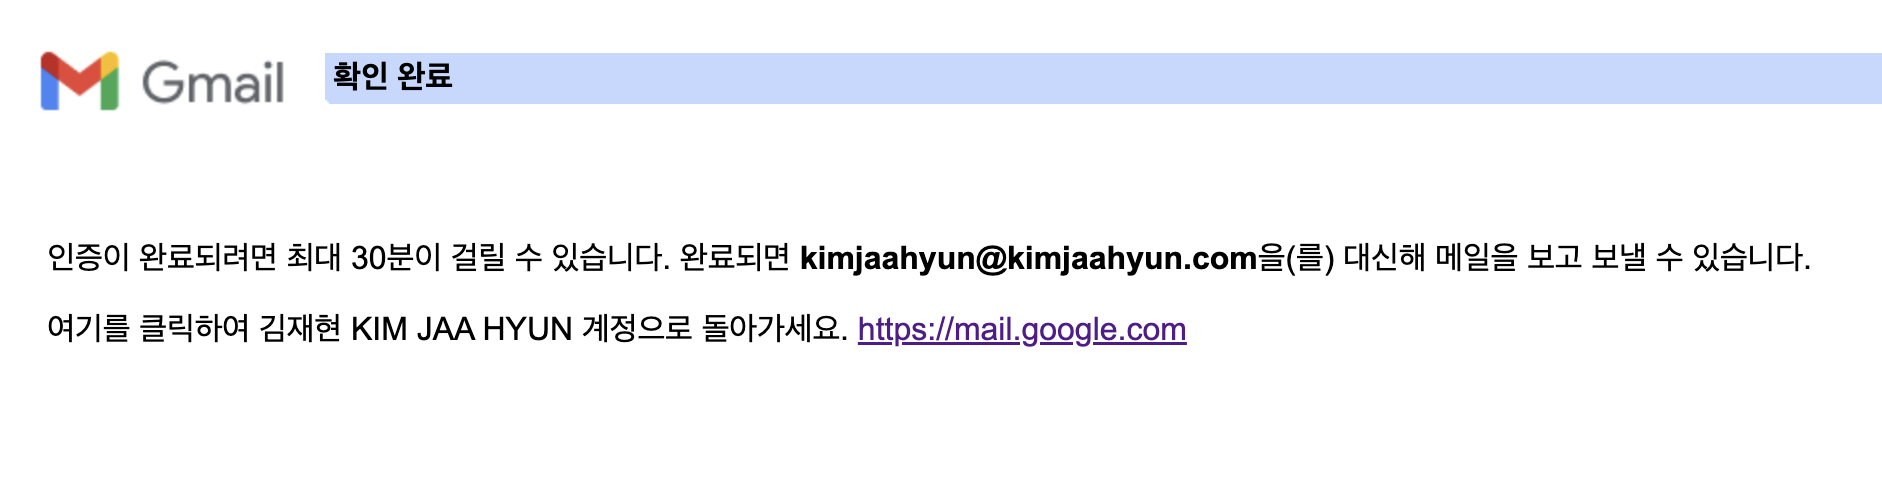 Gmail
확인 완료
인증이 완료되려면 최대 30분이 걸릴 수 있습니다. 완료되면 kimjaahyun@kimjaahyun.com을(를) 대신해 메일을 보고 보낼 수 있습니다.
여기를 클릭하여 김재현 KIM JAA HYUN 계정으로 돌아가세요. https://mail.google.com